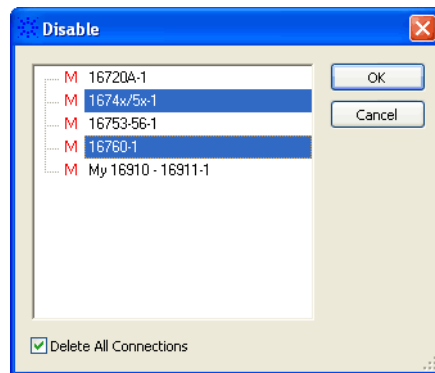 Disable
M 16720A-1
M 1674x/5x-1
M 16753-56-1
M 16760-1
M My 16910 - 16911-1
OK
Cancel
Delete All Connections